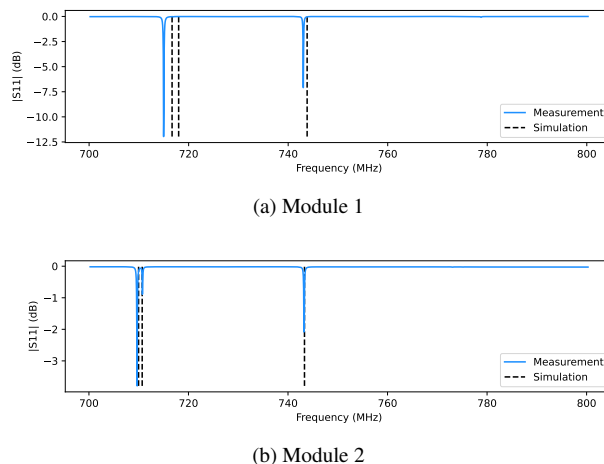 0.0
−2.5
−5.0
−7.5
−10.0
−12.5
|S11| (dB)
Measurement
Simulation
700 720 740 760 780 800
Frequency (MHz)
(a) Module 1
0
−1
−2
−3
|S11| (dB)
Measurement
Simulation
700 720 740 760 780 800
Frequency (MHz)
(b) Module 2